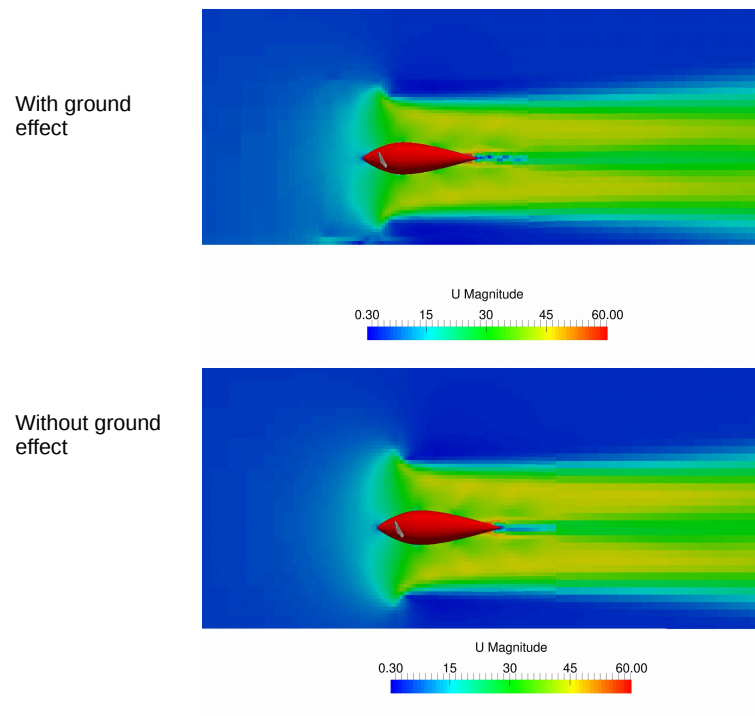 With ground
effect
U Magnitude
0.30 15 30 45 60.00
Without ground
effect
U Magnitude
0.30 15 30 45 60.00